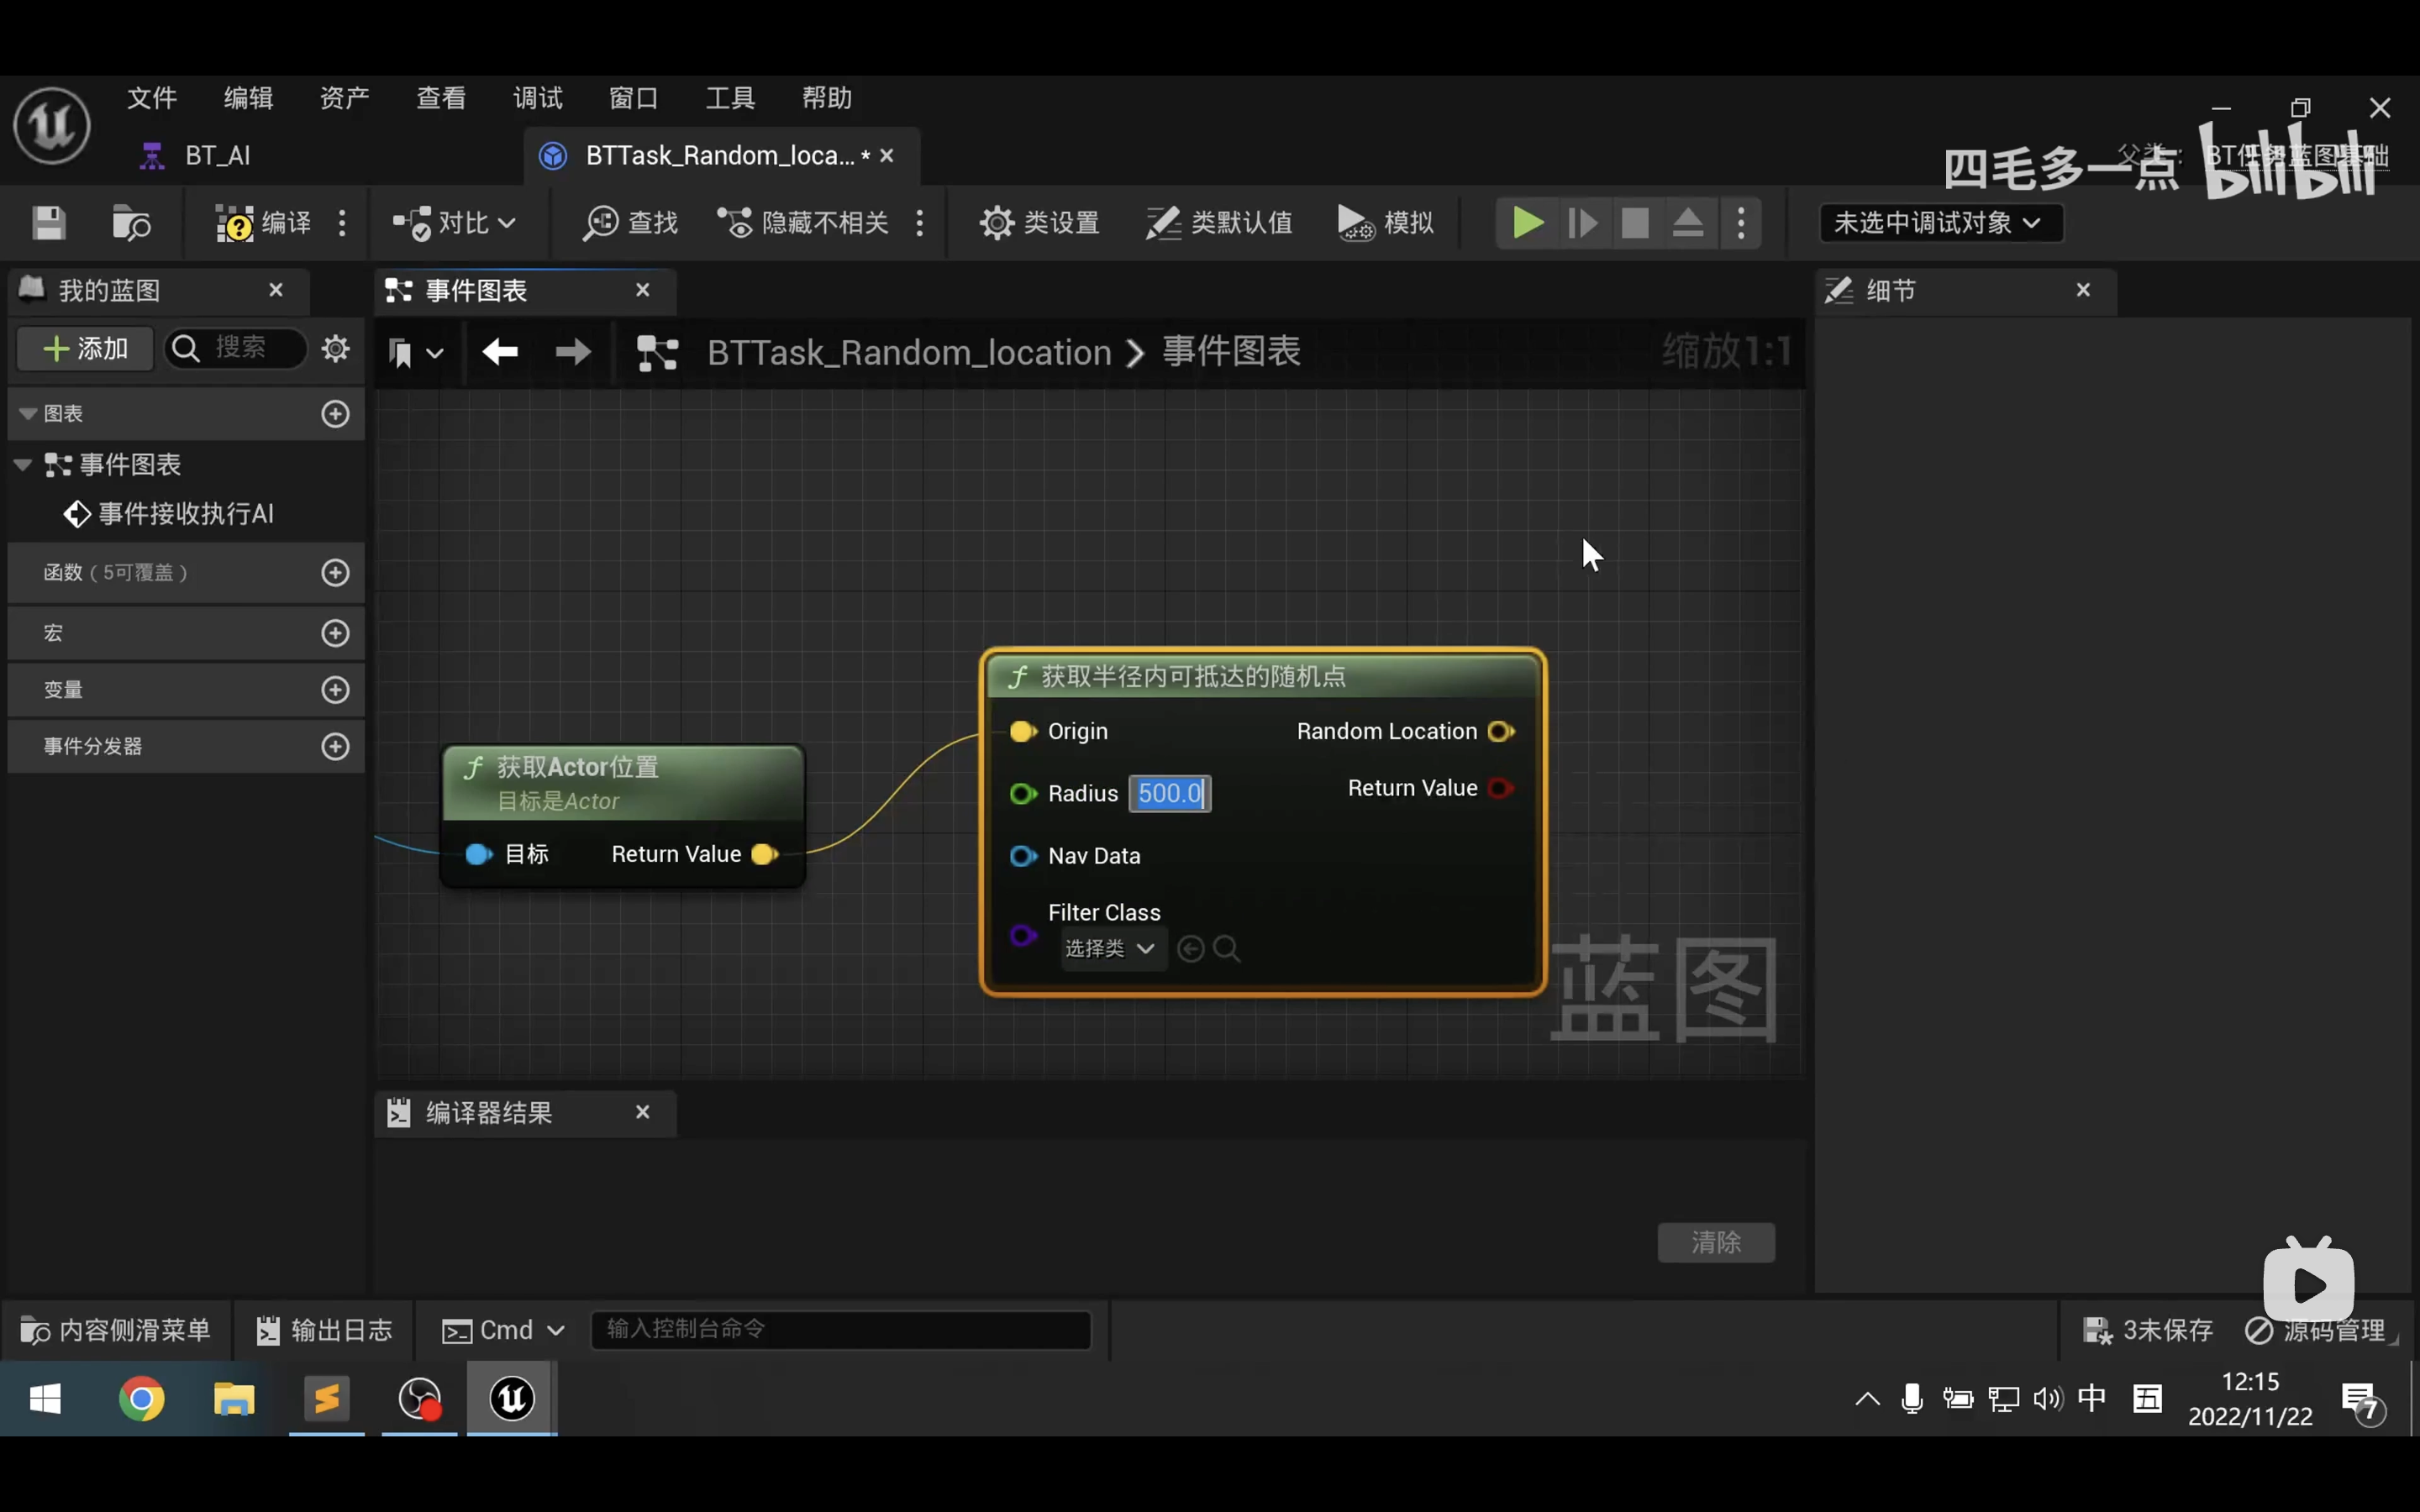 文件 编辑 资产 查看 调试 窗口 工具 帮助
BT_AI
BTTask_Random_loca... *
四毛多一点
bilibili
编译
对比
查找
隐藏不相关
类设置
类默认值
模拟
未选中调试对象
我的蓝图
事件图表
细节
添加
搜索
BTTask_Random_location
事件图表
缩放1:1
图表
事件图表
事件接收执行AI
函数（5可覆盖）
宏
变量
事件分发器
获取Actor位置
目标是Actor
目标
Return Value
获取半径内可抵达的随机点
Origin
Random Location
Radius
500.0
Return Value
Nav Data
Filter Class
选择类
蓝图
编译器结果
清除
内容侧滑菜单
输出日志
Cmd
输入控制台命令
3未保存
源码管理
中
五
12:15
2022/11/22
7